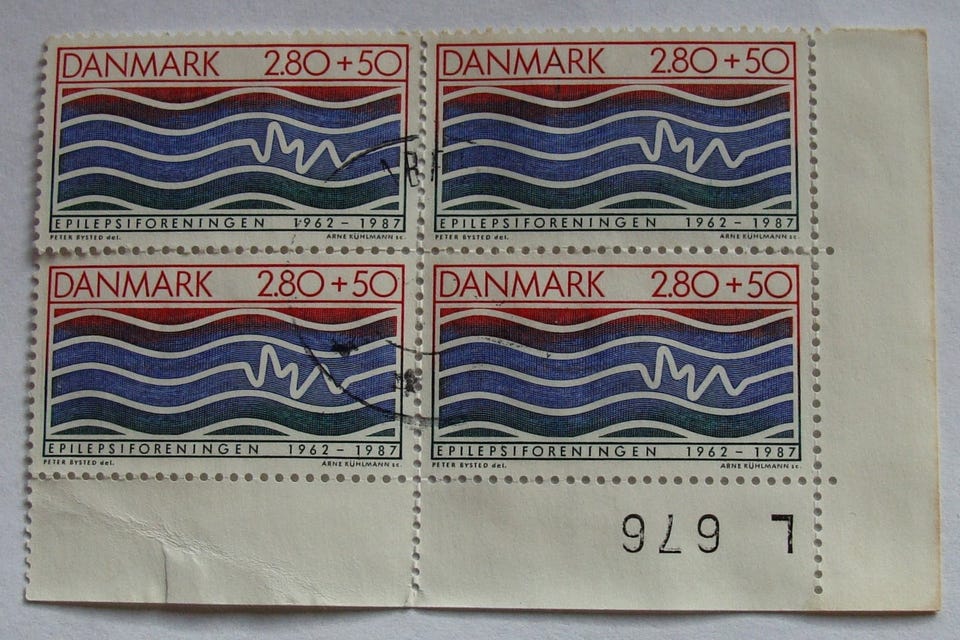 DANMARK 2.80+50
EPILEPSIFORENINGEN 1962 – 1987
PETER BYSTED del. ARNE KÜHLMANN sc.
DANMARK 2.80+50
EPILEPSIFORENINGEN 1962 – 1987
PETER BYSTED del. ARNE KÜHLMANN sc.
DANMARK 2.80+50
EPILEPSIFORENINGEN 1962 – 1987
PETER BYSTED del. ARNE KÜHLMANN sc.
DANMARK 2.80+50
EPILEPSIFORENINGEN 1962 – 1987
PETER BYSTED del. ARNE KÜHLMANN sc.
L